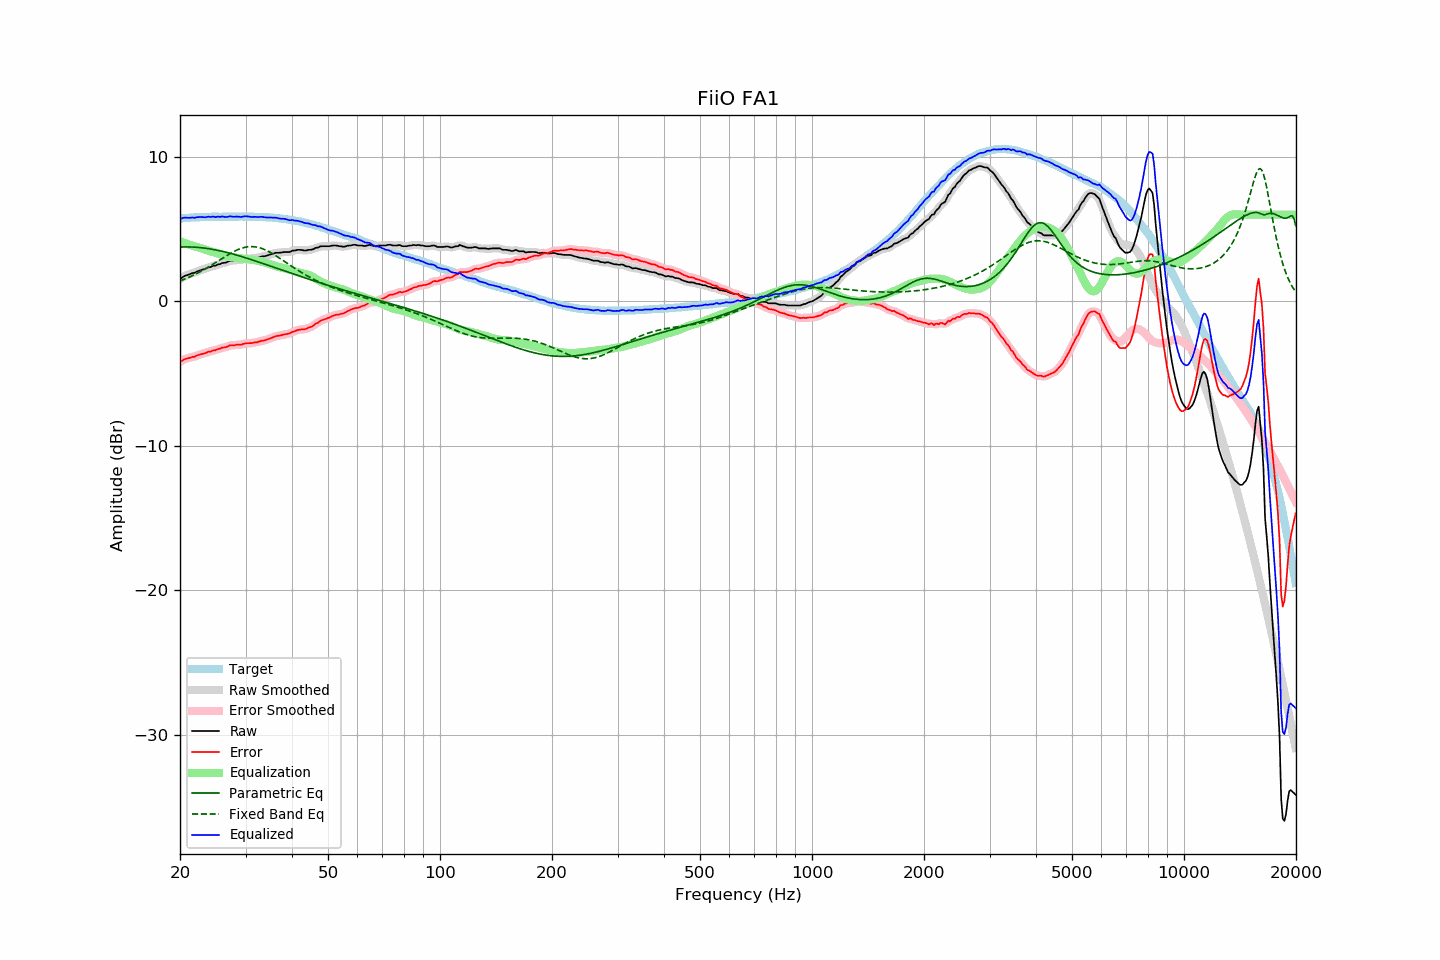 FiiO FA1
10
0
−10
−20
−30
Amplitude (dBr)
Target
Raw Smoothed
Error Smoothed
Raw
Error
Equalization
Parametric Eq
Fixed Band Eq
Equalized
20 50 100 200 500 1000 2000 5000 10000 20000
Frequency (Hz)